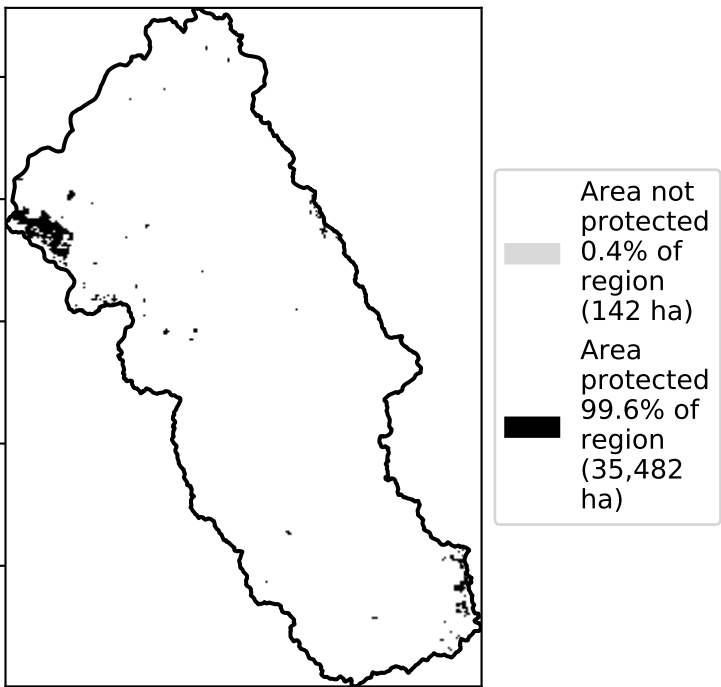 Area not
protected
0.4% of
region
(142 ha)
Area
protected
99.6% of
region
(35,482
ha)